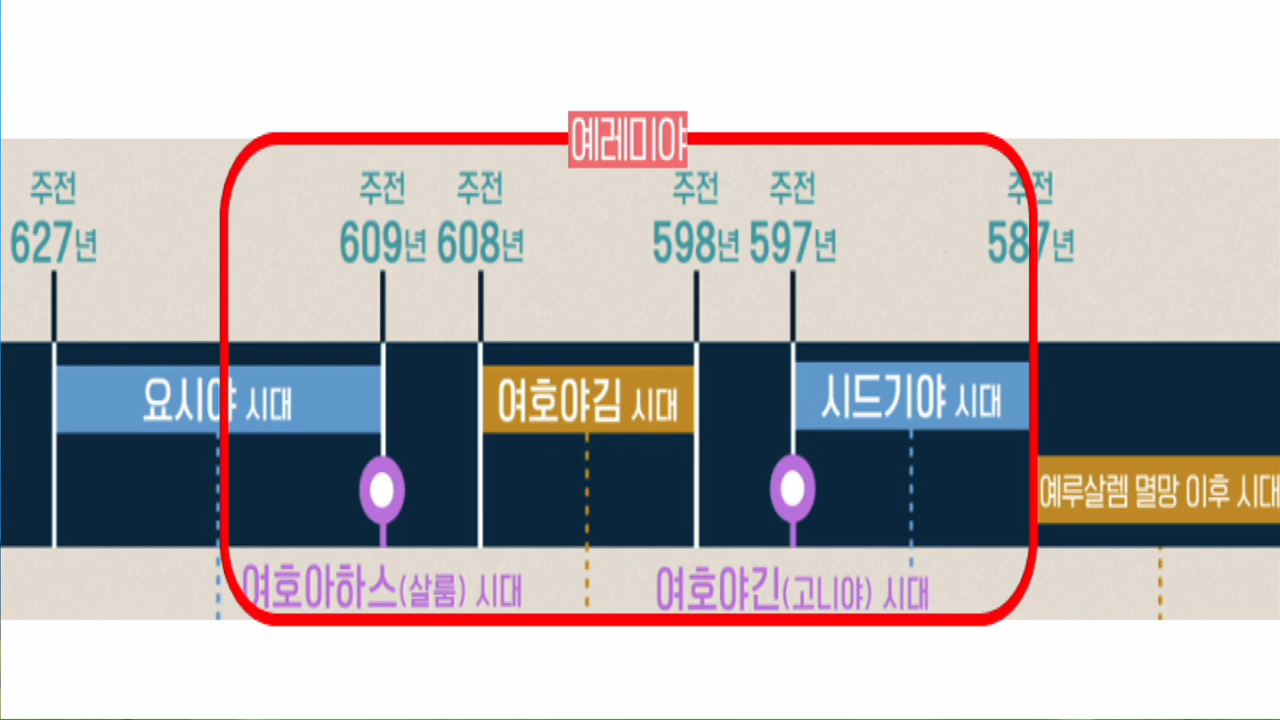 예레미야
주전 주전 주전 주전 주전 주전
627년 609년 608년 598년 597년 587년
요시야 시대 여호야김 시대 시드기야 시대
예루살렘 멸망 이후 시대
여호아하스(살룸) 시대 여호야긴(고니야) 시대